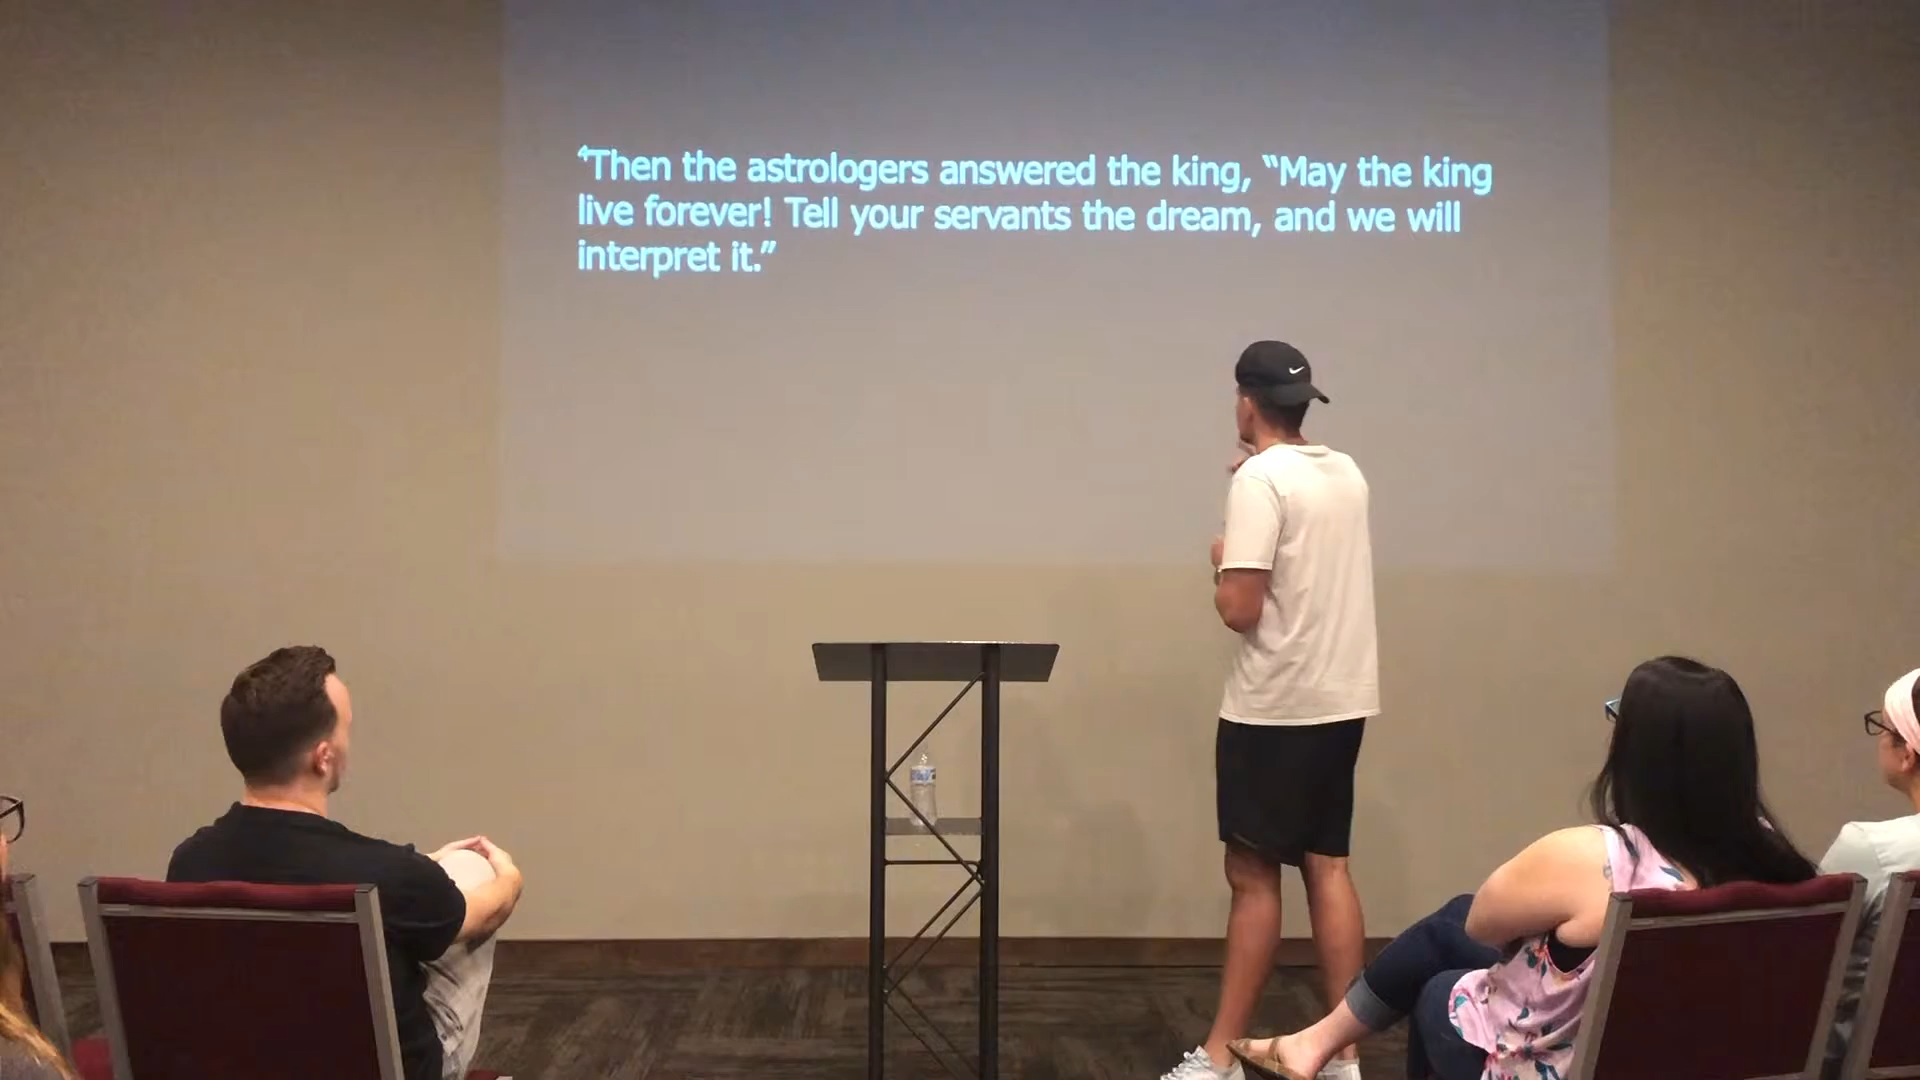 ⁴Then the astrologers answered the king, “May the king
live forever! Tell your servants the dream, and we will
interpret it.”